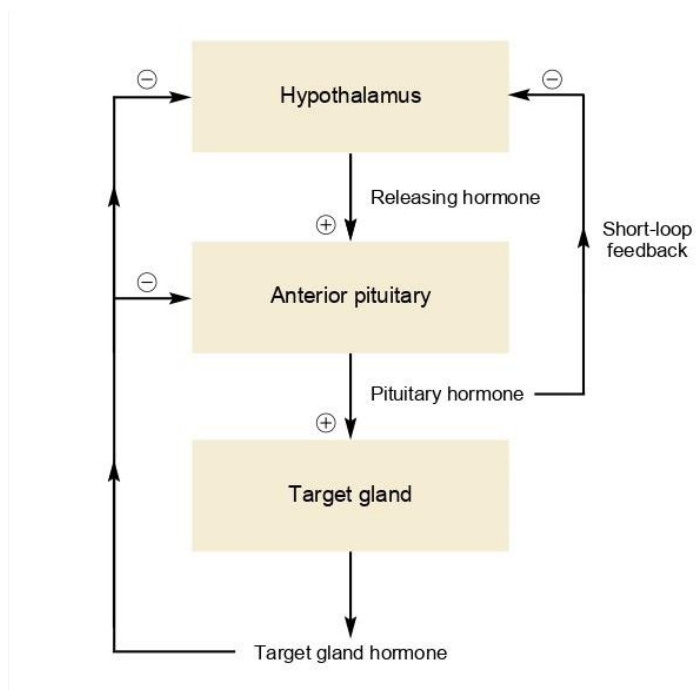 −
−
Hypothalamus
Releasing hormone
+
Short-loop
feedback
−
Anterior pituitary
Pituitary hormone
+
Target gland
Target gland hormone